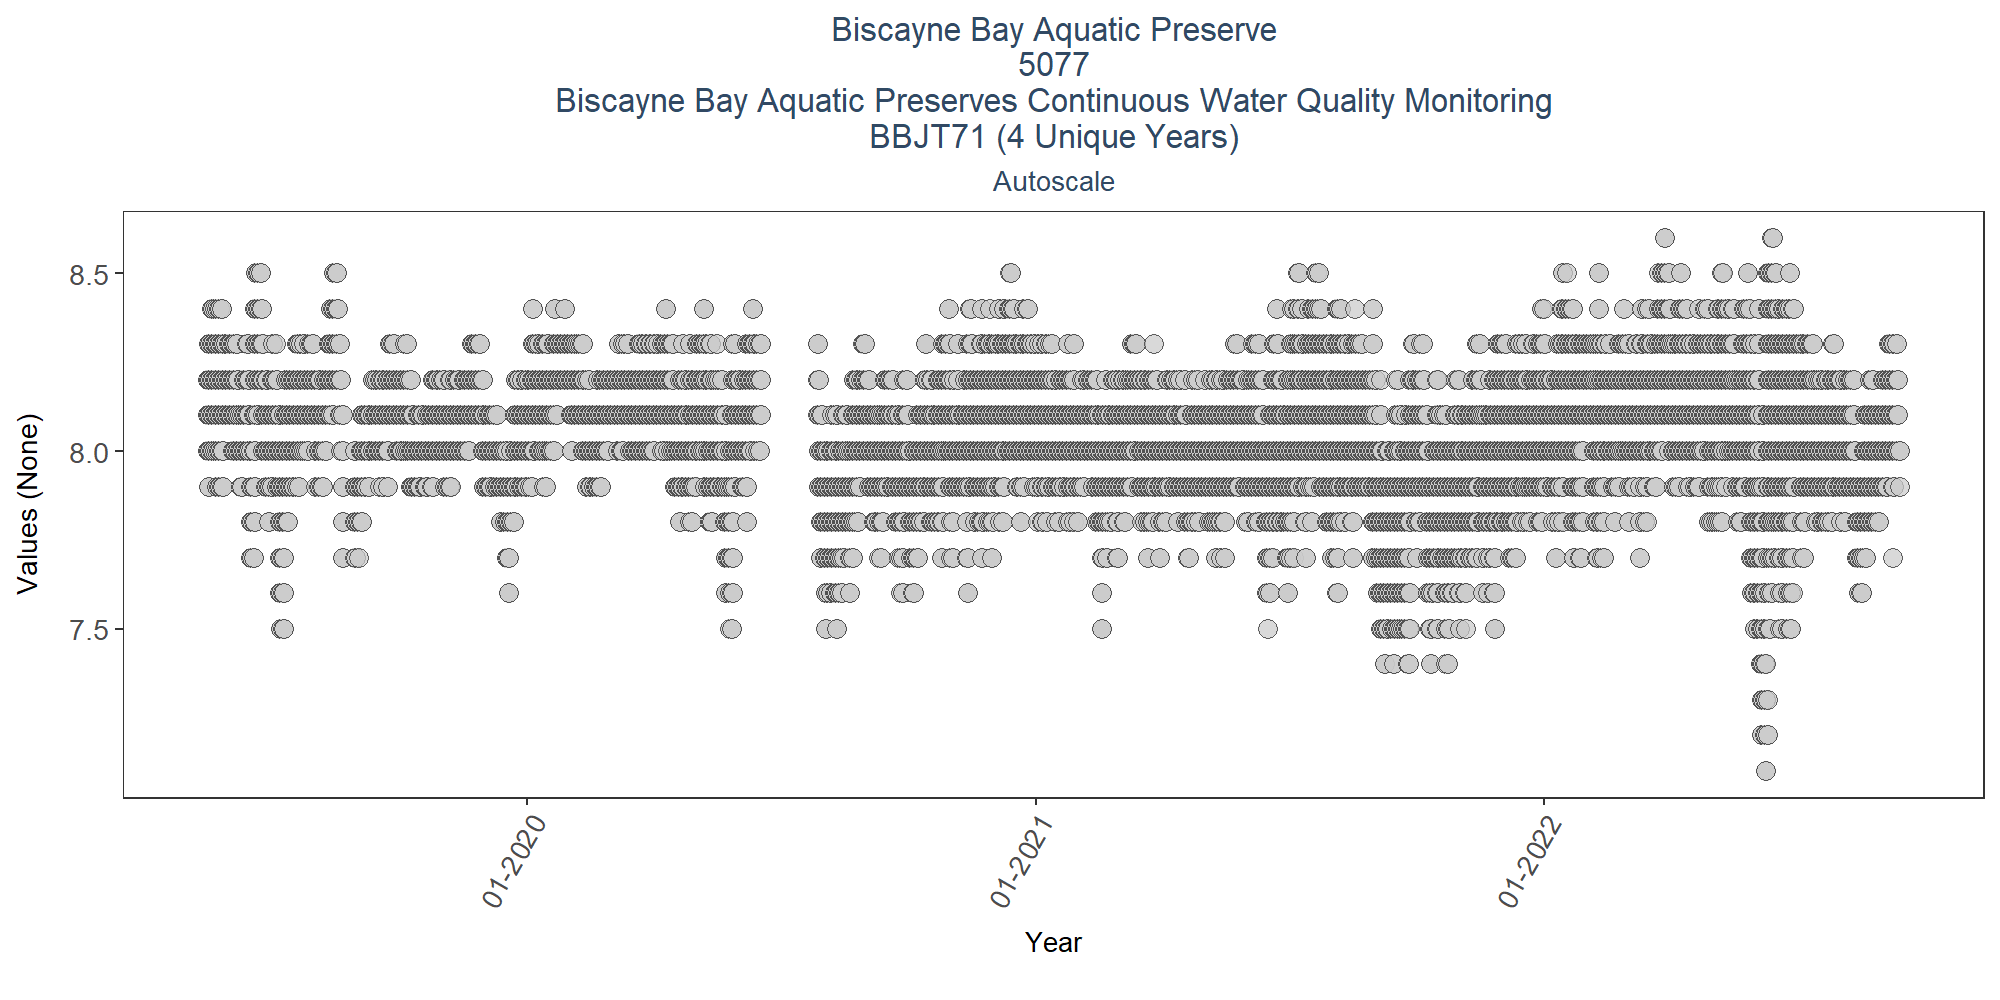 Biscayne Bay Aquatic Preserve
5077
Biscayne Bay Aquatic Preserves Continuous Water Quality Monitoring
BBJT71 (4 Unique Years)
Autoscale
Values (None)
8.5
8.0
7.5
01-2020
01-2021
01-2022
Year